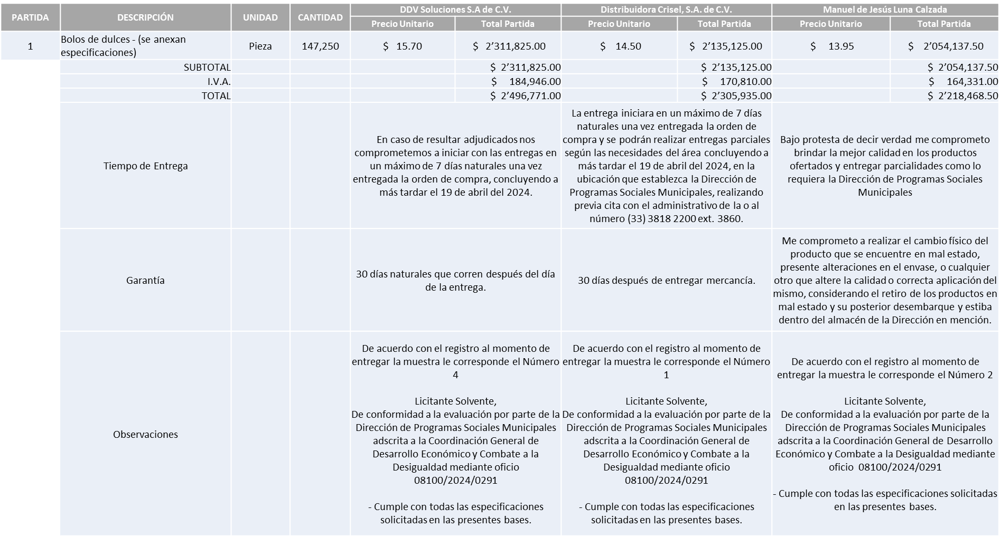 PARTIDA
DESCRIPCIÓN
UNIDAD
CANTIDAD
DDV Soluciones S.A de C.V.
Distribuidora Crisel, S.A. de C.V.
Manuel de Jesús Luna Calzada
Precio Unitario
Total Partida
Precio Unitario
Total Partida
Precio Unitario
Total Partida
1
Bolos de dulces - (se anexan
especificaciones)
Pieza
147,250
$ 15.70
$ 2’311,825.00
$ 14.50
$ 2’135,125.00
$ 13.95
$ 2’054,137.50
SUBTOTAL
$ 2’311,825.00
$ 2’135,125.00
$ 2’054,137.50
I.V.A.
$ 184,946.00
$ 170,810.00
$ 164,331.00
TOTAL
$ 2’496,771.00
$ 2’305,935.00
$ 2’218,468.50
Tiempo de Entrega
En caso de resultar adjudicados nos
comprometemos a iniciar con las entregas en
un máximo de 7 días naturales una vez
entregada la orden de compra, concluyendo a
más tardar el 19 de abril del 2024.
La entrega iniciara en un máximo de 7 días
naturales una vez entregada la orden de
compra y se podrán realizar entregas parciales
según las necesidades del área concluyendo a
más tardar el 19 de abril del 2024, en la
ubicación que establezca la Dirección de
Programas Sociales Municipales, realizando
previa cita con el administrativo de la o al
número (33) 3818 2200 ext. 3860.
Bajo protesta de decir verdad me comprometo
brindar la mejor calidad en los productos
ofertados y entregar parcialidades como lo
requiera la Dirección de Programas Sociales
Municipales
Garantía
30 días naturales que corren después del día
de la entrega.
30 días después de entregar mercancía.
Me comprometo a realizar el cambio físico del
producto que se encuentre en mal estado,
presente alteraciones en el envase, o cualquier
otro que altere la calidad o correcta aplicación del
mismo, considerando el retiro de los productos en
mal estado y su posterior desembarque y estiba
dentro del almacén de la Dirección en mención.
Observaciones
De acuerdo con el registro al momento de
entregar la muestra le corresponde el Número
4
Licitante Solvente,
De conformidad a la evaluación por parte de la
Dirección de Programas Sociales Municipales
adscrita a la Coordinación General de
Desarrollo Económico y Combate a la
Desigualdad mediante oficio
08100/2024/0291
- Cumple con todas las especificaciones
solicitadas en las presentes bases.
De acuerdo con el registro al momento de
entregar la muestra le corresponde el Número
1
Licitante Solvente,
De conformidad a la evaluación por parte de la
Dirección de Programas Sociales Municipales
adscrita a la Coordinación General de
Desarrollo Económico y Combate a la
Desigualdad mediante oficio
08100/2024/0291
- Cumple con todas las especificaciones
solicitadas en las presentes bases.
De acuerdo con el registro al momento de
entregar la muestra le corresponde el Número 2
Licitante Solvente,
De conformidad a la evaluación por parte de la
Dirección de Programas Sociales Municipales
adscrita a la Coordinación General de Desarrollo
Económico y Combate a la Desigualdad mediante
oficio 08100/2024/0291
- Cumple con todas las especificaciones solicitadas
en las presentes bases.